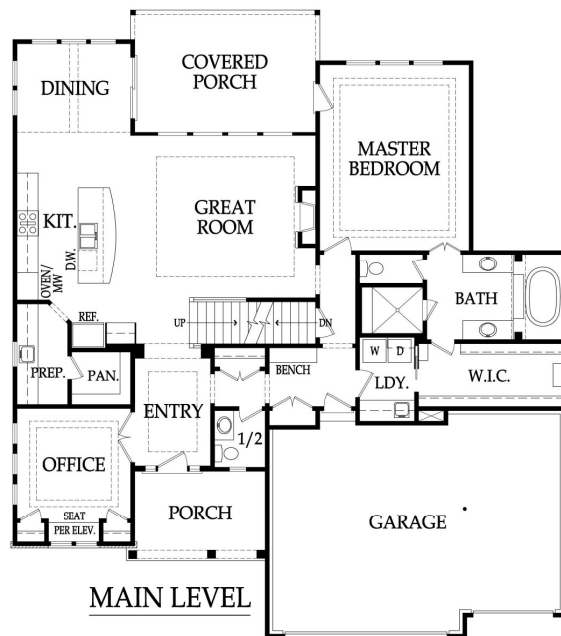 COVERED
PORCH
DINING
MASTER
BEDROOM
GREAT
ROOM
KIT.
D.W.
OVEN/
MW
REF.
UP
DN
BATH
PREP.
PAN.
BENCH
W
D
LDY.
W.I.C.
ENTRY
1/2
OFFICE
SEAT
PER ELEV.
PORCH
GARAGE
MAIN LEVEL